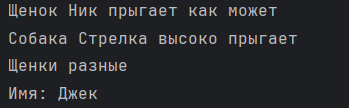 Щенок Ник прыгает как может
Собака Стрелка высоко прыгает
Щенки разные
Имя: Джек